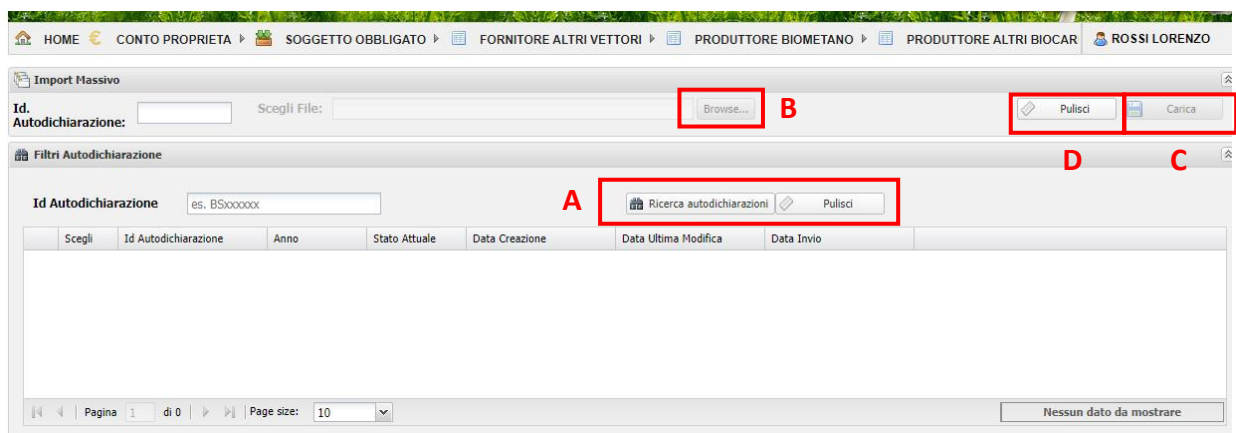 HOME CONTO PROPRIETA SOGGETTO OBBLIGATO FORNITORE ALTRI VETTORI PRODUTTORE BIOMETANO PRODUTTORE ALTRI BIOCAR ROSSI LORENZO
Import Massivo
Id. Autodichiarazione: Scegli File: Browse... B Pulisci Carica
D C
Filtri Autodichiarazione
Id Autodichiarazione es. BSxxxxxx A Ricerca autodichiarazioni Pulisci
Scegli Id Autodichiarazione Anno Stato Attuale Data Creazione Data Ultima Modifica Data Invio
Pagina 1 di 0 Page size: 10 Nessun dato da mostrare